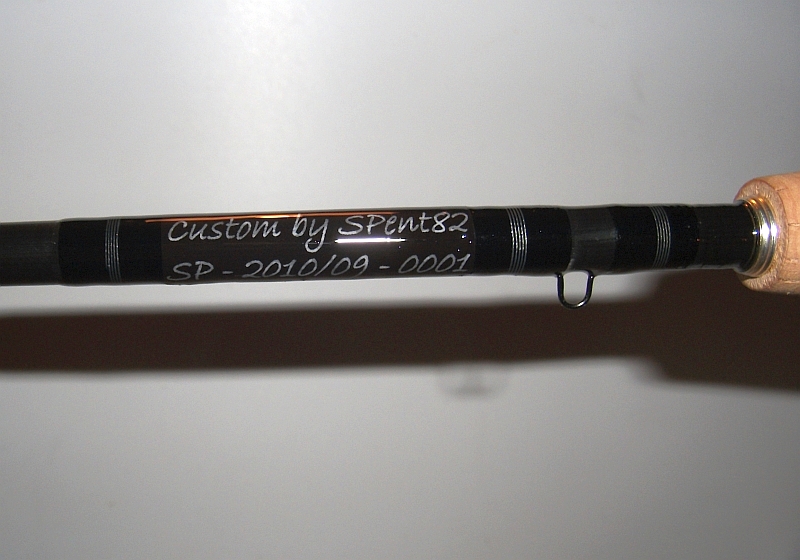 Custom by SPent82
SP - 2010/09 - 0001